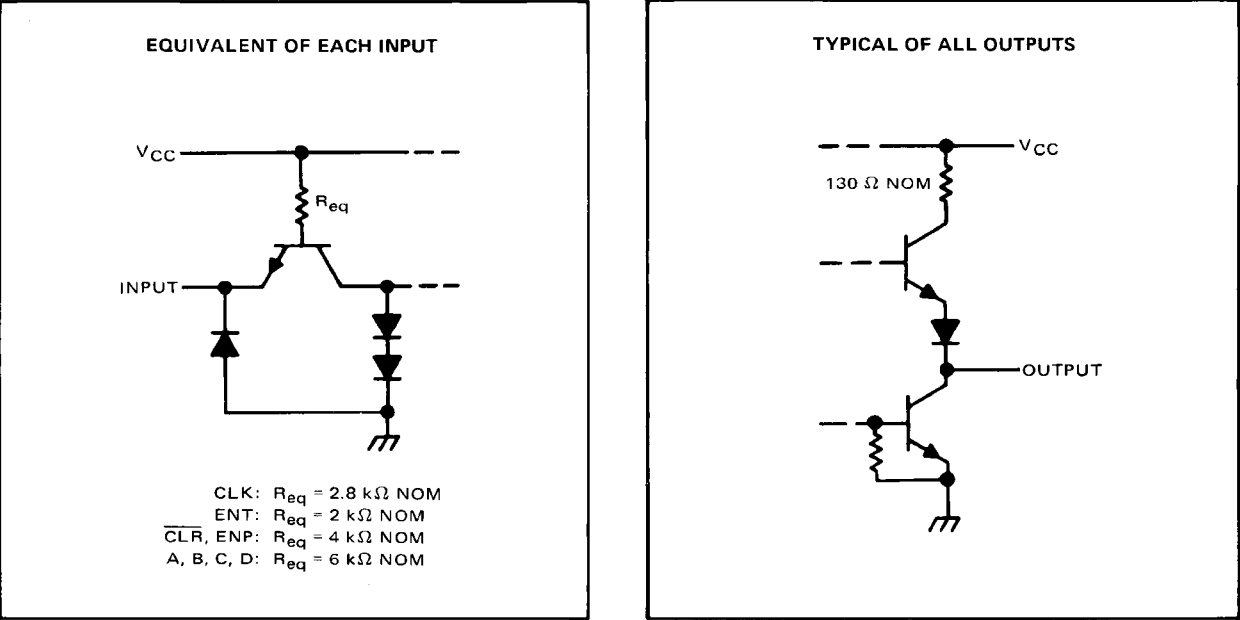 EQUIVALENT OF EACH INPUT
VCC
Req
INPUT
CLK: Req = 2.8 kΩ NOM
ENT: Req = 2 kΩ NOM
C̅L̅R̅, ENP: Req = 4 kΩ NOM
A, B, C, D: Req = 6 kΩ NOM
TYPICAL OF ALL OUTPUTS
VCC
130 Ω NOM
OUTPUT